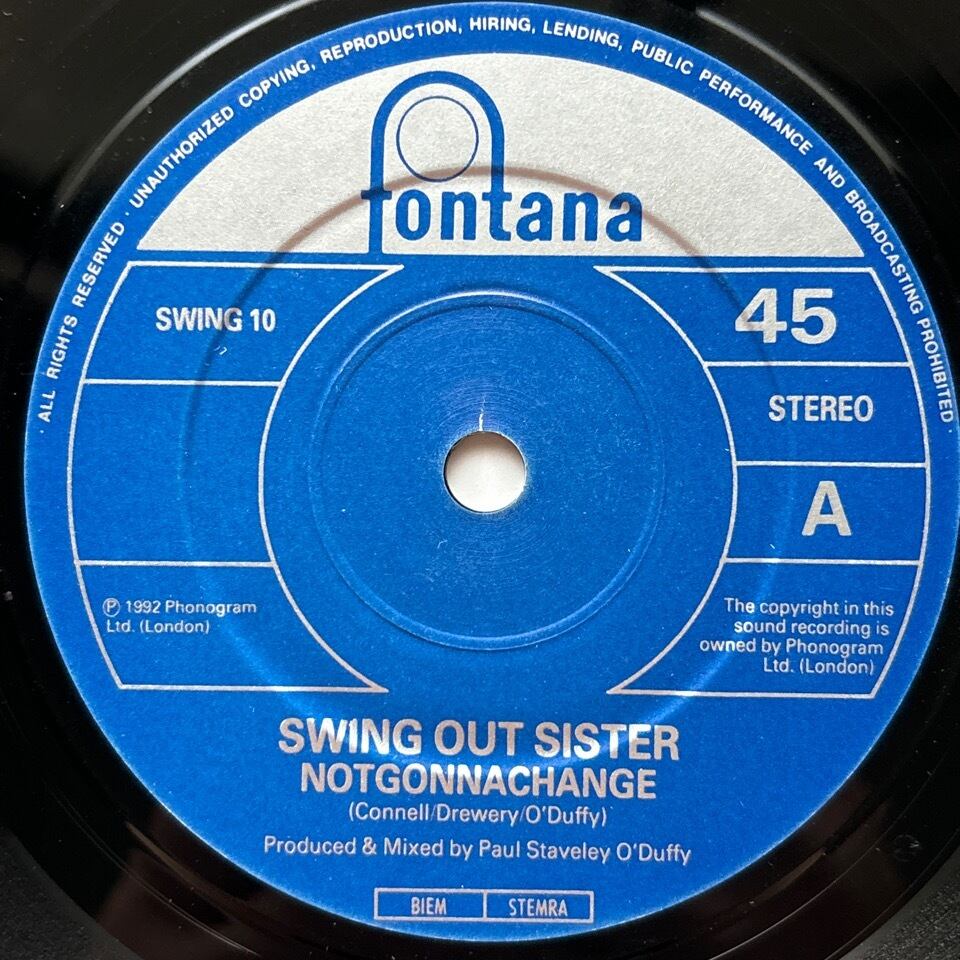 · ALL RIGHTS RESERVED · UNAUTHORIZED COPYING, REPRODUCTION, HIRING, LENDING, PUBLIC PERFORMANCE AND BROADCASTING PROHIBITED ·
fontana
SWING 10
45
STEREO
A
℗ 1992 Phonogram
Ltd. (London)
The copyright in this
sound recording is
owned by Phonogram
Ltd. (London)
SWING OUT SISTER
NOTGONNACHANGE
(Connell/Drewery/O'Duffy)
Produced & Mixed by Paul Staveley O'Duffy
BIEM STEMRA